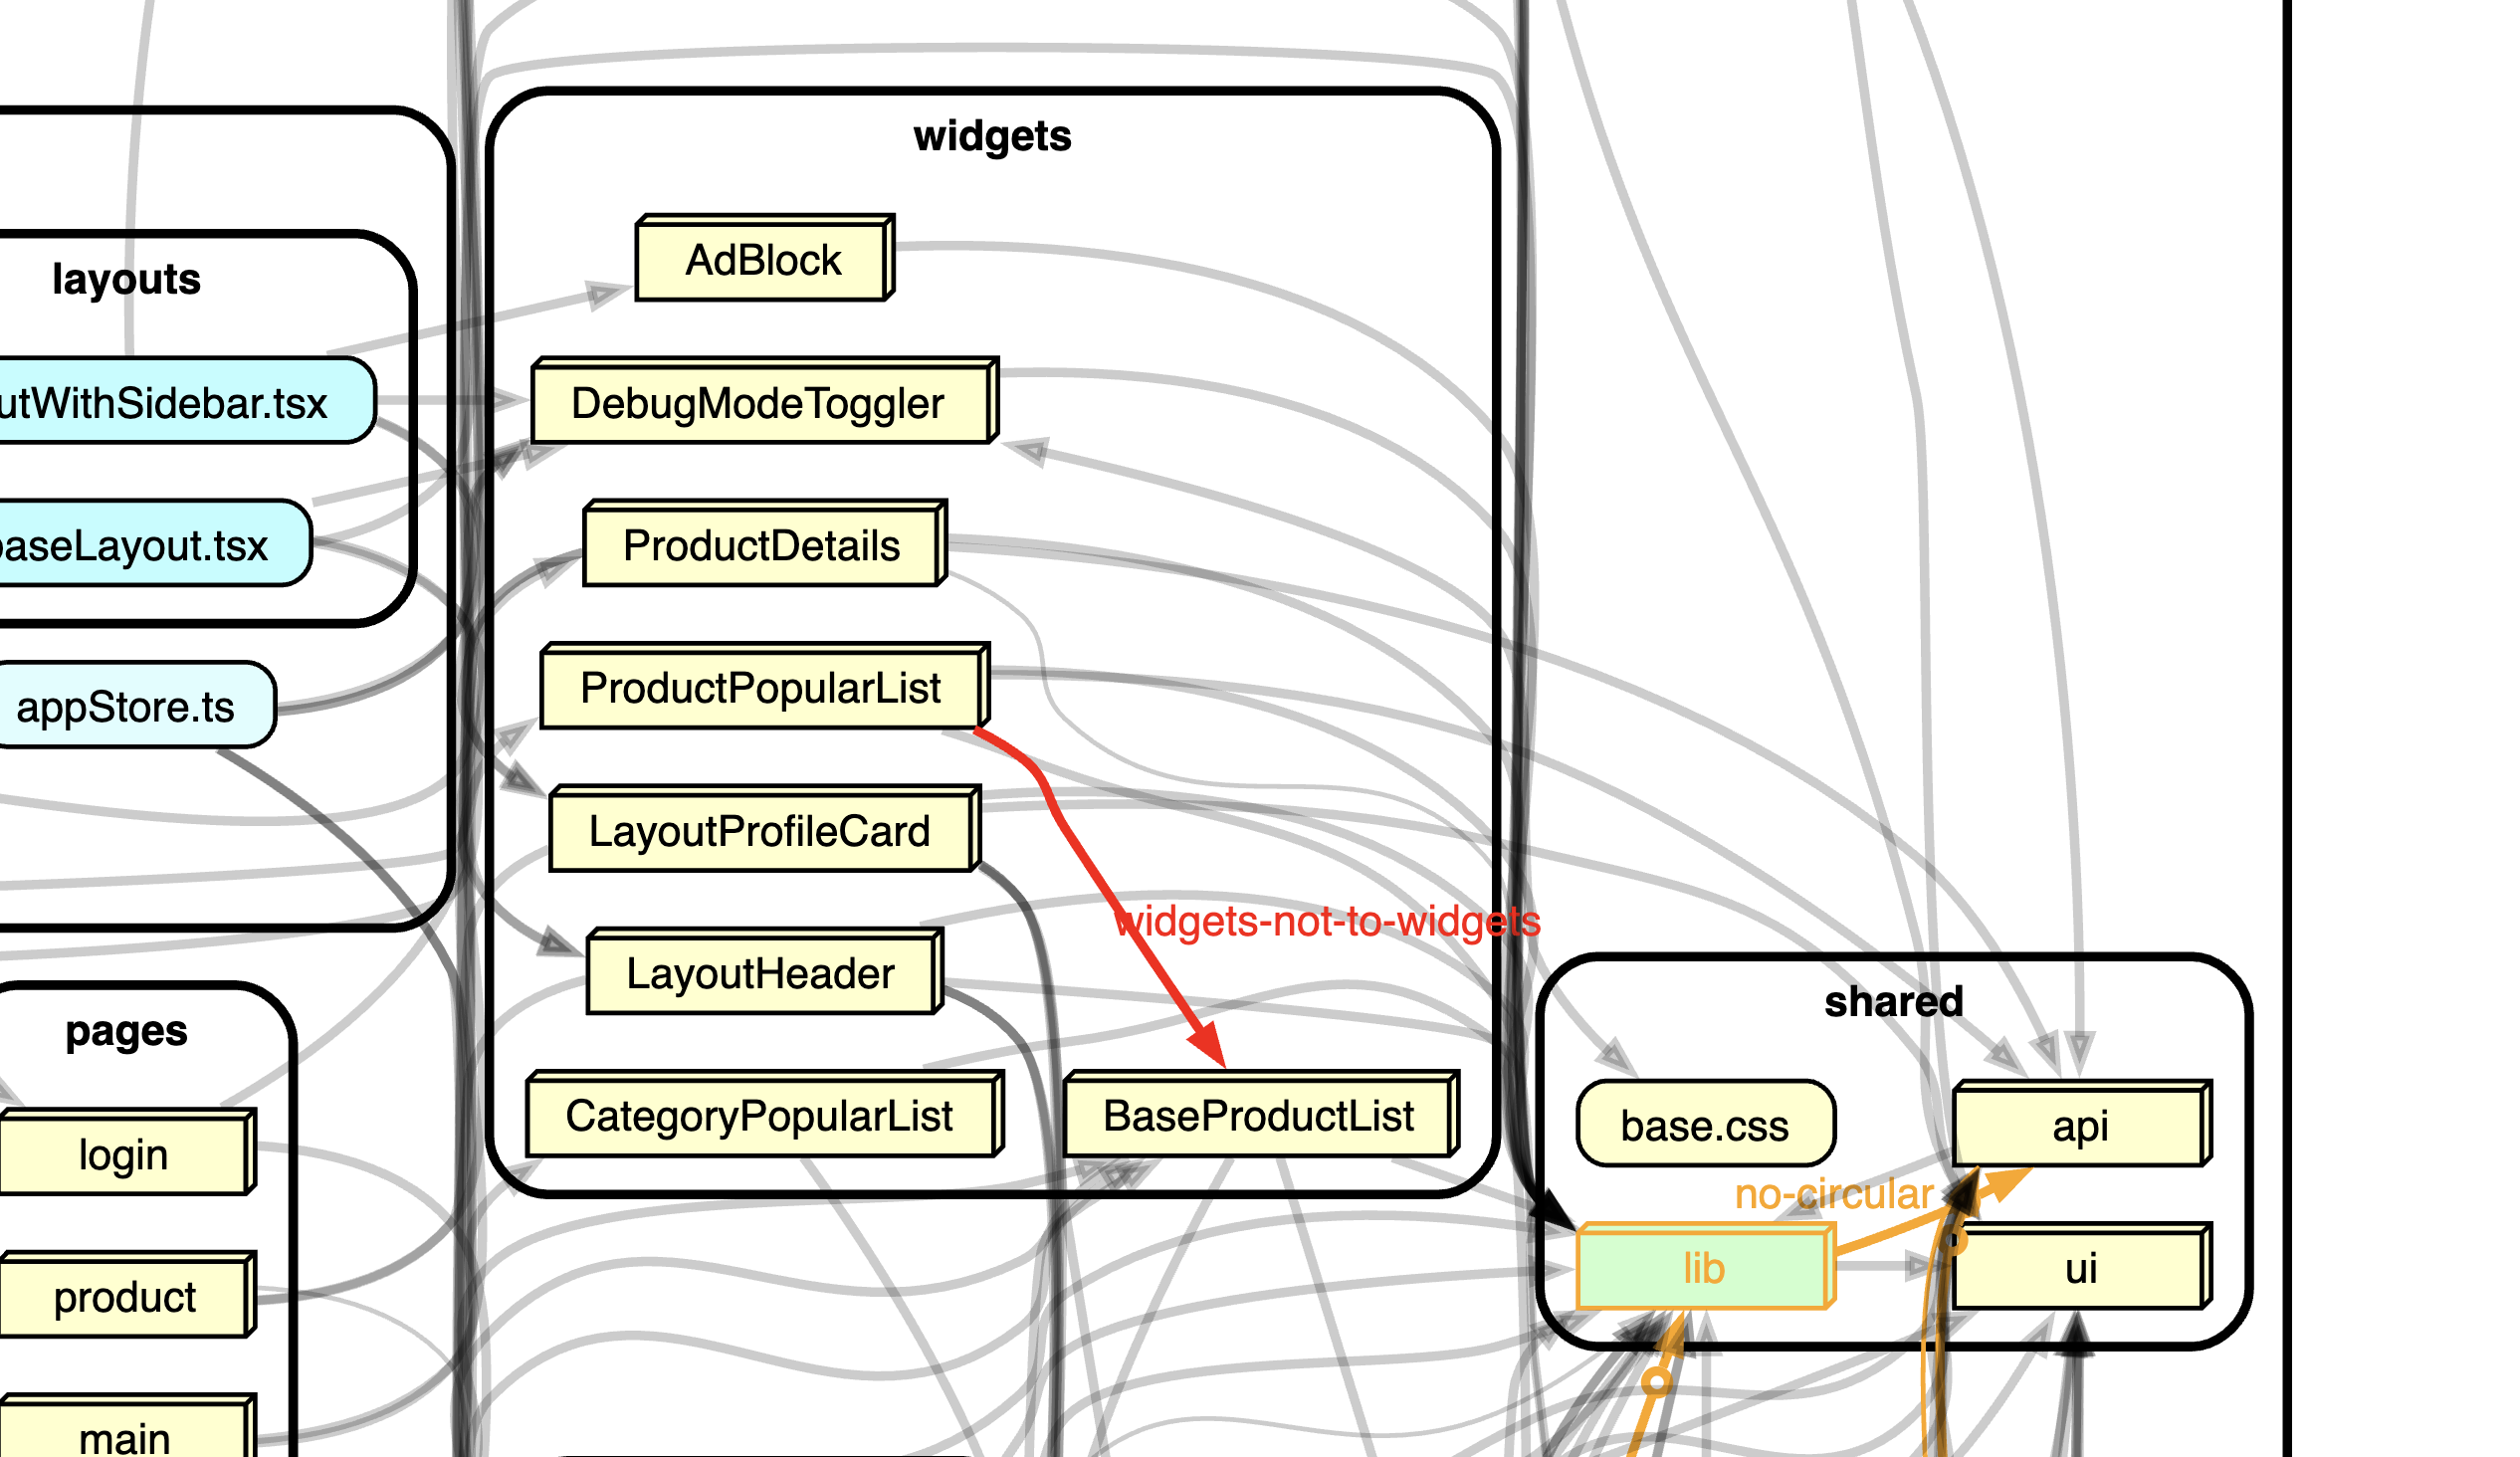 layouts
utWithSidebar.tsx
baseLayout.tsx
appStore.ts
pages
login
product
main
widgets
AdBlock
DebugModeToggler
ProductDetails
ProductPopularList
LayoutProfileCard
widgets-not-to-widgets
LayoutHeader
CategoryPopularList
BaseProductList
shared
base.css
api
no-circular
lib
ui